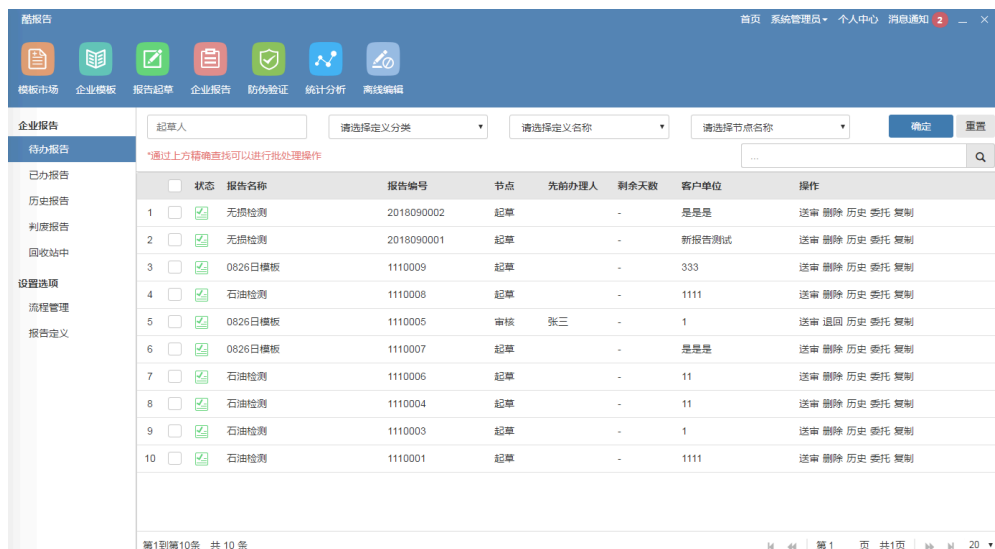 酷报告 首页 系统管理员 个人中心 消息通知 2
模板市场 企业模板 报告起草 企业报告 防伪验证 统计分析 离线编辑
企业报告
待办报告
已办报告
历史报告
判废报告
回收站中
设置选项
流程管理
报告定义
起草人 请选择定义分类 请选择定义名称 请选择节点名称 确定 重置
*通过上方精确查找可以进行批处理操作 ...
状态 报告名称 报告编号 节点 先前办理人 剩余天数 客户单位 操作
1 无损检测 2018090002 起草 - 是是是 送审 删除 历史 委托 复制
2 无损检测 2018090001 起草 - 新报告测试 送审 删除 历史 委托 复制
3 0826日模板 1110009 起草 - 333 送审 删除 历史 委托 复制
4 石油检测 1110008 起草 - 1111 送审 删除 历史 委托 复制
5 0826日模板 1110005 审核 张三 - 1 送审 退回 历史 委托 复制
6 0826日模板 1110007 起草 - 是是是 送审 删除 历史 委托 复制
7 石油检测 1110006 起草 - 11 送审 删除 历史 委托 复制
8 石油检测 1110004 起草 - 11 送审 删除 历史 委托 复制
9 石油检测 1110003 起草 - 1 送审 删除 历史 委托 复制
10 石油检测 1110001 起草 - 1111 送审 删除 历史 委托 复制
第1到第10条 共 10 条 第 1 页 共1页 20